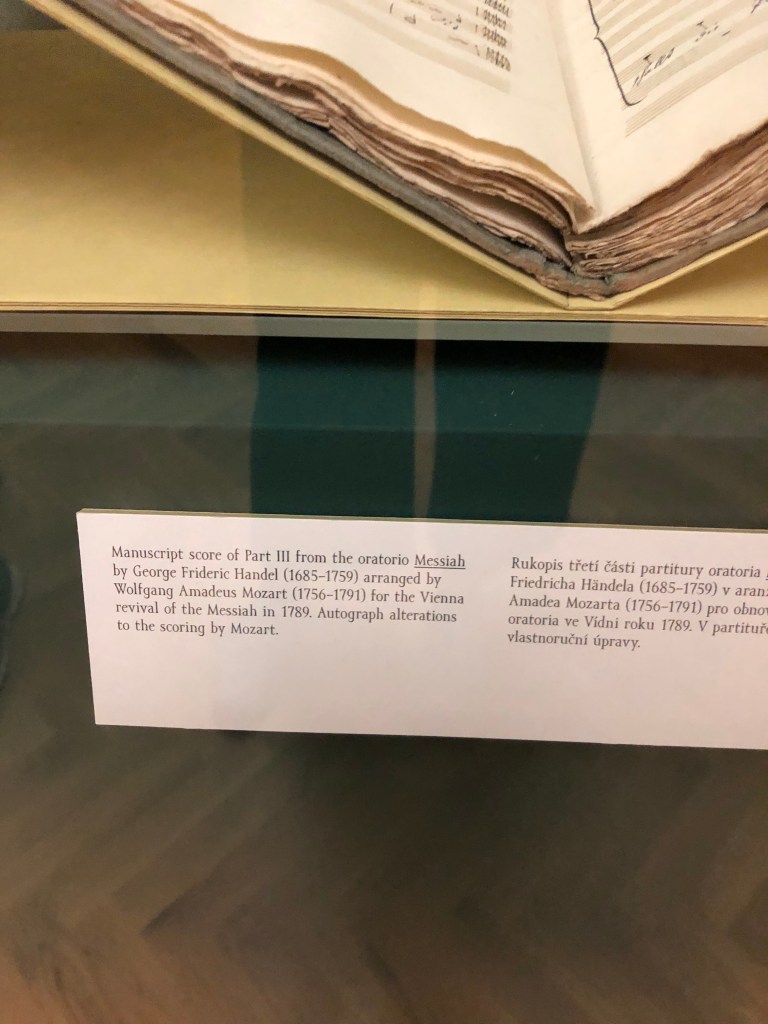 Manuscript score of Part III from the oratorio Messiah
by George Frideric Handel (1685–1759) arranged by
Wolfgang Amadeus Mozart (1756–1791) for the Vienna
revival of the Messiah in 1789. Autograph alterations
to the scoring by Mozart.
Rukopis třetí části partitury oratoria
Friedricha Händela (1685–1759) v
Amadea Mozarta (1756–1791) pro
oratoria ve Vídni roku 1789. V partituř
vlastnoruční úpravy.